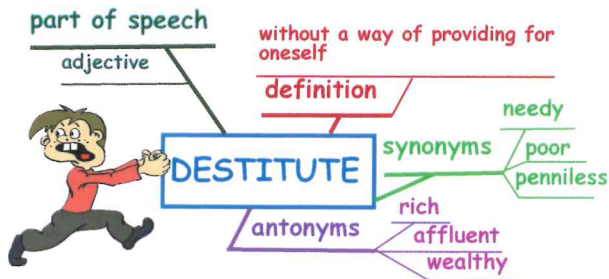 part of speech
adjective
without a way of providing for
oneself
definition
DESTITUTE
synonyms
needy
poor
penniless
antonyms
rich
affluent
wealthy